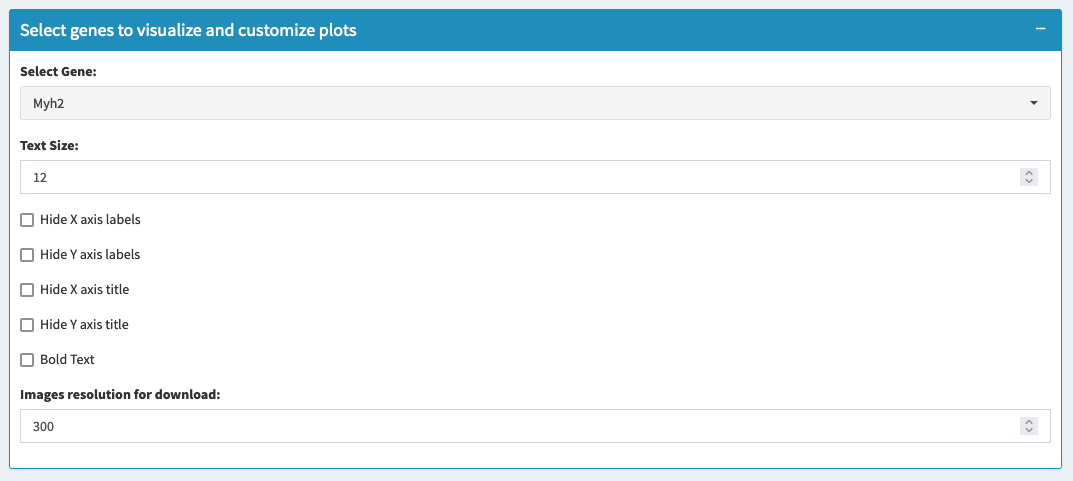 Select genes to visualize and customize plots
Select Gene:
Myh2
Text Size:
12
Hide X axis labels
Hide Y axis labels
Hide X axis title
Hide Y axis title
Bold Text
Images resolution for download:
300